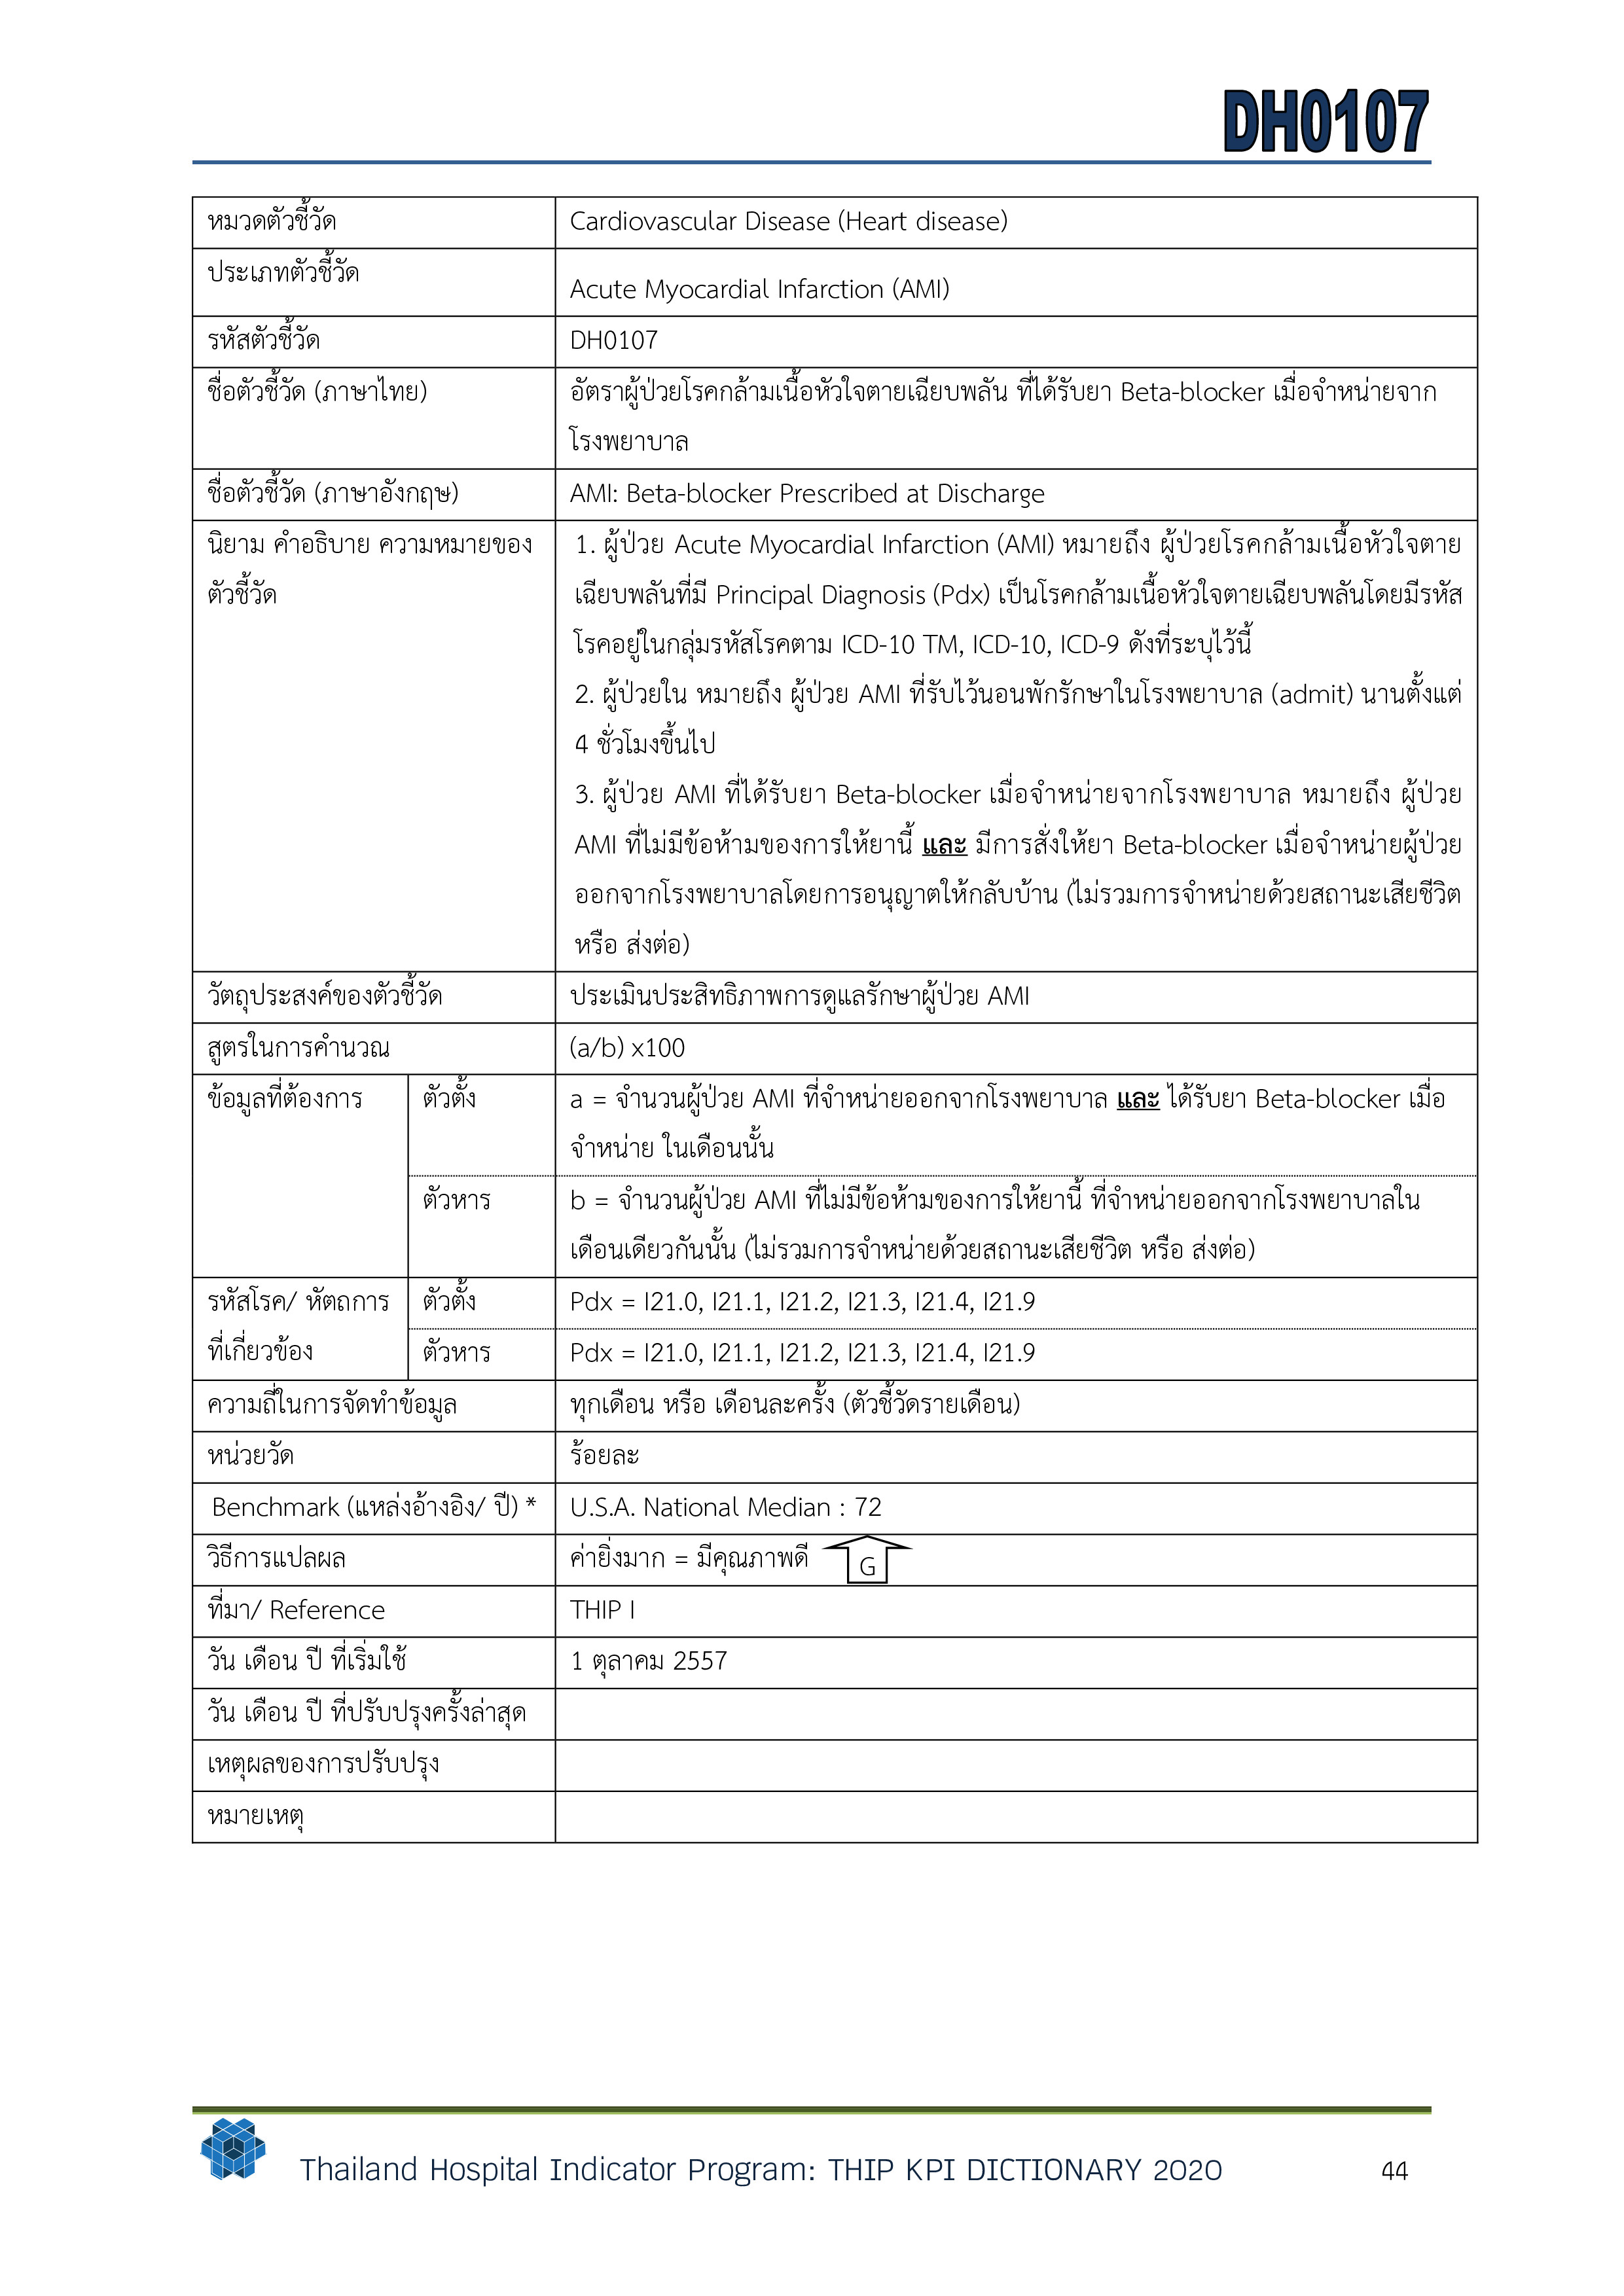 DH0107
หมวดตัวชี้วัด
Cardiovascular Disease (Heart disease)
ประเภทตัวชี้วัด
Acute Myocardial Infarction (AMI)
รหัสตัวชี้วัด
DH0107
ชื่อตัวชี้วัด (ภาษาไทย)
อัตราผู้ป่วยโรคกล้ามเนื้อหัวใจตายเฉียบพลัน ที่ได้รับยา Beta-blocker เมื่อจำหน่ายจาก
โรงพยาบาล
ชื่อตัวชี้วัด (ภาษาอังกฤษ)
AMI: Beta-blocker Prescribed at Discharge
นิยาม คำอธิบาย ความหมายของ
ตัวชี้วัด
1. ผู้ป่วย Acute Myocardial Infarction (AMI) หมายถึง ผู้ป่วยโรคกล้ามเนื้อหัวใจตาย
เฉียบพลันที่มี Principal Diagnosis (Pdx) เป็นโรคกล้ามเนื้อหัวใจตายเฉียบพลันโดยมีรหัส
โรคอยู่ในกลุ่มรหัสโรคตาม ICD-10 TM, ICD-10, ICD-9 ดังที่ระบุไว้นี้
2. ผู้ป่วยใน หมายถึง ผู้ป่วย AMI ที่รับไว้นอนพักรักษาในโรงพยาบาล (admit) นานตั้งแต่
4 ชั่วโมงขึ้นไป
3. ผู้ป่วย AMI ที่ได้รับยา Beta-blocker เมื่อจำหน่ายจากโรงพยาบาล หมายถึง ผู้ป่วย
AMI ที่ไม่มีข้อห้ามของการให้ยานี้ และ มีการสั่งให้ยา Beta-blocker เมื่อจำหน่ายผู้ป่วย
ออกจากโรงพยาบาลโดยการอนุญาตให้กลับบ้าน (ไม่รวมการจำหน่ายด้วยสถานะเสียชีวิต
หรือ ส่งต่อ)
วัตถุประสงค์ของตัวชี้วัด
ประเมินประสิทธิภาพการดูแลรักษาผู้ป่วย AMI
สูตรในการคำนวณ
(a/b) x100
ข้อมูลที่ต้องการ
ตัวตั้ง
a = จำนวนผู้ป่วย AMI ที่จำหน่ายออกจากโรงพยาบาล และ ได้รับยา Beta-blocker เมื่อ
จำหน่าย ในเดือนนั้น
ตัวหาร
b = จำนวนผู้ป่วย AMI ที่ไม่มีข้อห้ามของการให้ยานี้ ที่จำหน่ายออกจากโรงพยาบาลใน
เดือนเดียวกันนั้น (ไม่รวมการจำหน่ายด้วยสถานะเสียชีวิต หรือ ส่งต่อ)
รหัสโรค/ หัตถการ
ที่เกี่ยวข้อง
ตัวตั้ง
Pdx = I21.0, I21.1, I21.2, I21.3, I21.4, I21.9
ตัวหาร
Pdx = I21.0, I21.1, I21.2, I21.3, I21.4, I21.9
ความถี่ในการจัดทำข้อมูล
ทุกเดือน หรือ เดือนละครั้ง (ตัวชี้วัดรายเดือน)
หน่วยวัด
ร้อยละ
Benchmark (แหล่งอ้างอิง/ ปี) *
U.S.A. National Median : 72
วิธีการแปลผล
ค่ายิ่งมาก = มีคุณภาพดี G
ที่มา/ Reference
THIP I
วัน เดือน ปี ที่เริ่มใช้
1 ตุลาคม 2557
วัน เดือน ปี ที่ปรับปรุงครั้งล่าสุด
เหตุผลของการปรับปรุง
หมายเหตุ
Thailand Hospital Indicator Program: THIP KPI DICTIONARY 2020
44